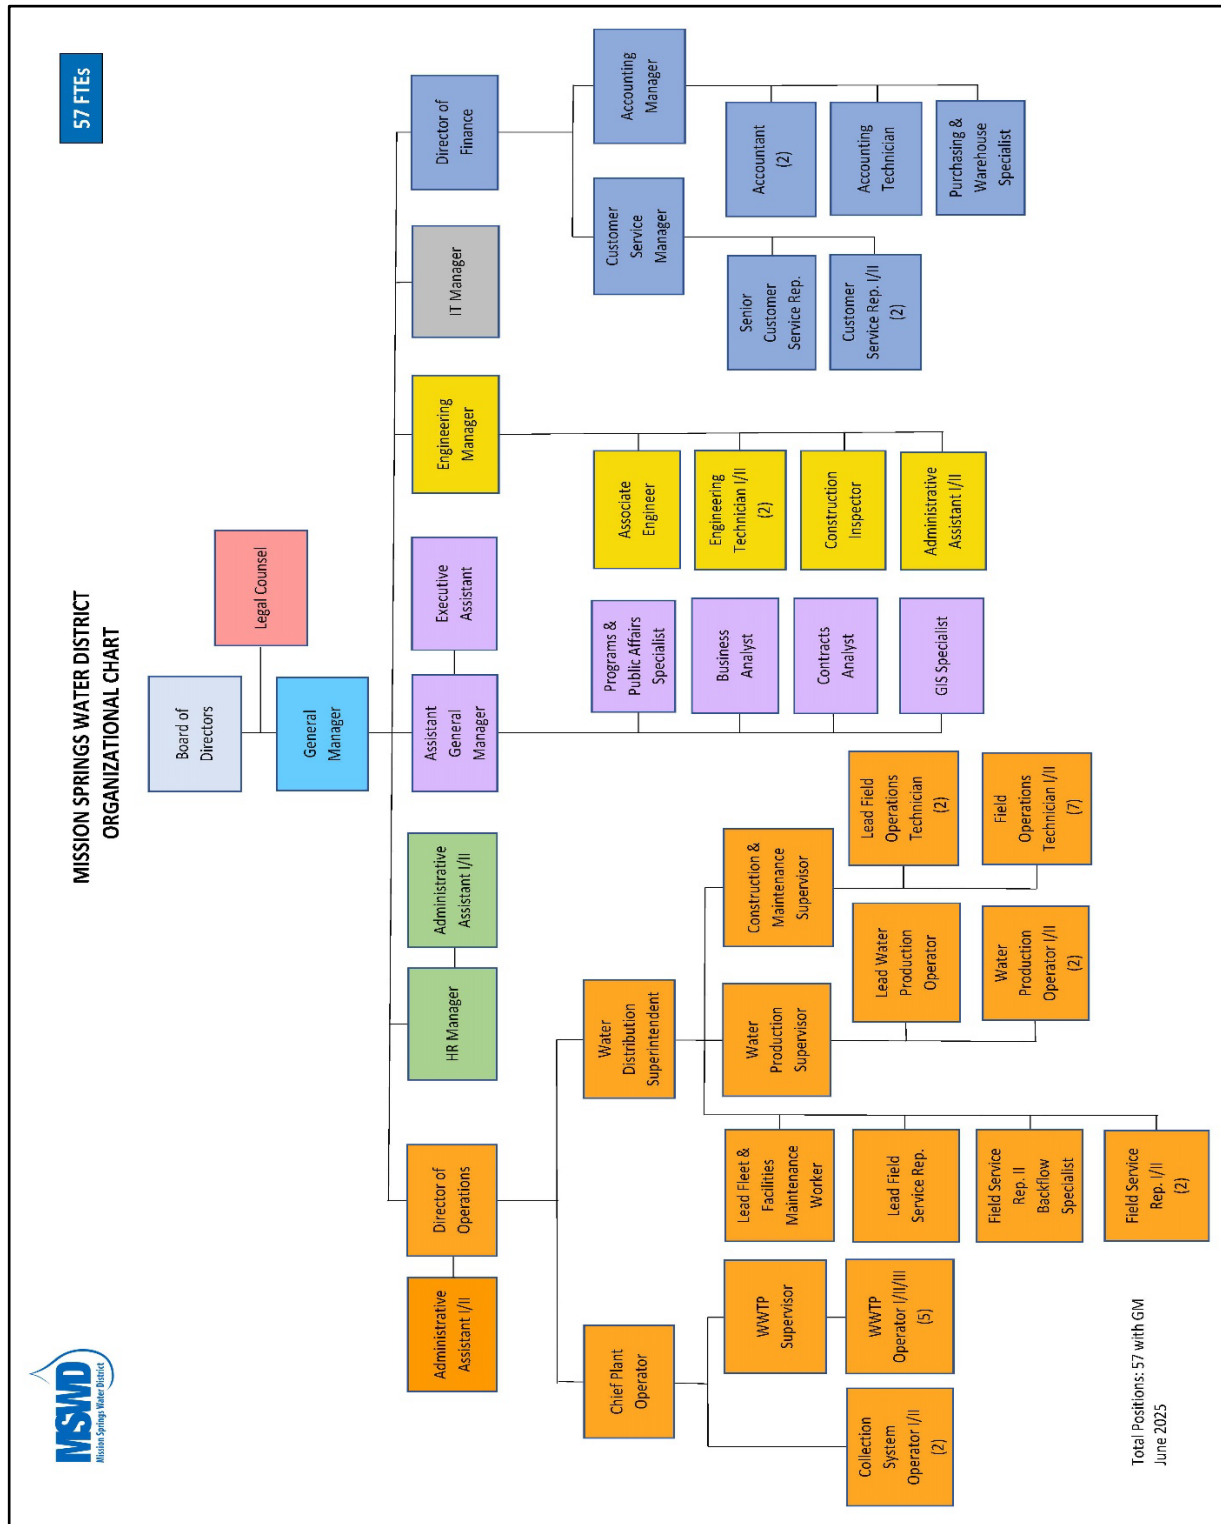 MSWD
Mission Springs Water District
MISSION SPRINGS WATER DISTRICT
ORGANIZATIONAL CHART
57 FTEs
Board of
Directors
Legal Counsel
General
Manager
Administrative
Assistant I/II
Director of
Operations
HR Manager
Administrative
Assistant I/II
Assistant
General
Manager
Executive
Assistant
Engineering
Manager
IT Manager
Director of
Finance
Chief Plant
Operator
Water
Distribution
Superintendent
Programs &
Public Affairs
Specialist
Associate
Engineer
Customer
Service
Manager
Accounting
Manager
WWTP
Supervisor
Lead Fleet &
Facilities
Maintenance
Worker
Water
Production
Supervisor
Construction &
Maintenance
Supervisor
Business
Analyst
Engineering
Technician I/II
(2)
Senior
Customer
Service Rep.
Accountant
(2)
Collection
System
Operator I/II
(2)
WWTP
Operator I/II/III
(5)
Lead Field
Service Rep.
Lead Water
Production
Operator
Lead Field
Operations
Technician
(2)
Contracts
Analyst
Construction
Inspector
Customer
Service Rep. I/II
(2)
Accounting
Technician
Field Service
Rep. II
Backflow
Specialist
Water
Production
Operator I/II
(2)
Field
Operations
Technician I/II
(7)
GIS Specialist
Administrative
Assistant I/II
Purchasing &
Warehouse
Specialist
Field Service
Rep. I/II
(2)
Total Positions: 57 with GM
June 2025